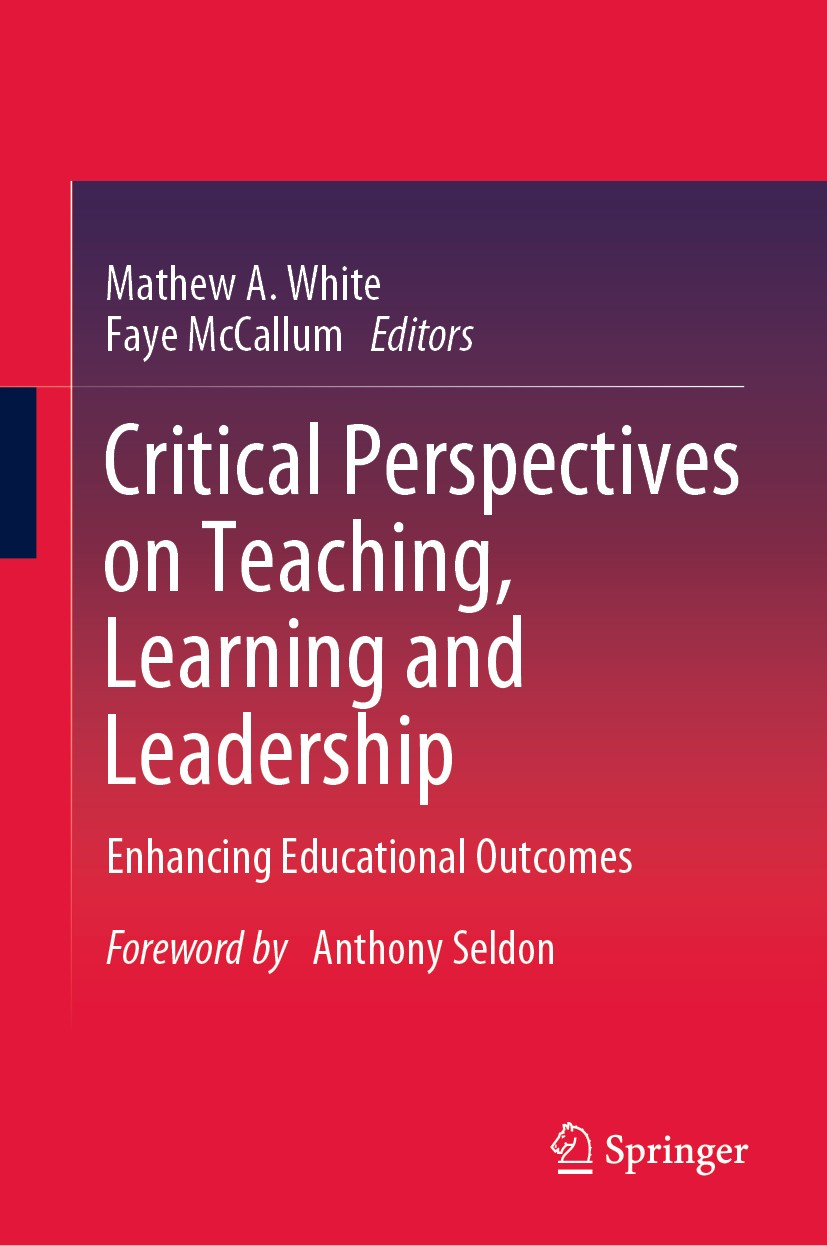 Mathew A. White
Faye McCallum Editors
Critical Perspectives
on Teaching,
Learning and
Leadership
Enhancing Educational Outcomes
Foreword by Anthony Seldon
Springer